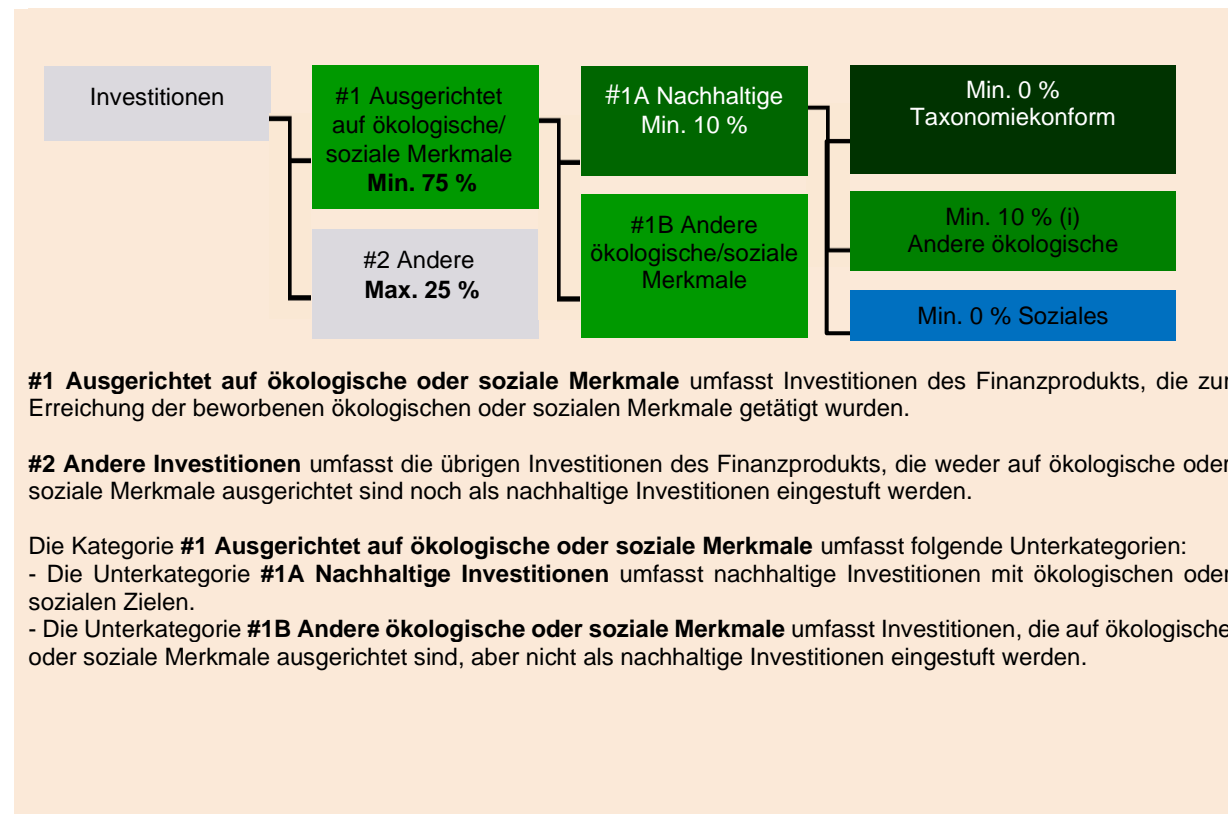 Investitionen
#1 Ausgerichtet
auf ökologische/
soziale Merkmale
Min. 75 %
#2 Andere
Max. 25 %
#1A Nachhaltige
Min. 10 %
#1B Andere
ökologische/soziale
Merkmale
Min. 0 %
Taxonomiekonform
Min. 10 % (i)
Andere ökologische
Min. 0 % Soziales
#1 Ausgerichtet auf ökologische oder soziale Merkmale umfasst Investitionen des Finanzprodukts, die zur
Erreichung der beworbenen ökologischen oder sozialen Merkmale getätigt wurden.
#2 Andere Investitionen umfasst die übrigen Investitionen des Finanzprodukts, die weder auf ökologische oder
soziale Merkmale ausgerichtet sind noch als nachhaltige Investitionen eingestuft werden.
Die Kategorie #1 Ausgerichtet auf ökologische oder soziale Merkmale umfasst folgende Unterkategorien:
- Die Unterkategorie #1A Nachhaltige Investitionen umfasst nachhaltige Investitionen mit ökologischen oder
sozialen Zielen.
- Die Unterkategorie #1B Andere ökologische oder soziale Merkmale umfasst Investitionen, die auf ökologische
oder soziale Merkmale ausgerichtet sind, aber nicht als nachhaltige Investitionen eingestuft werden.